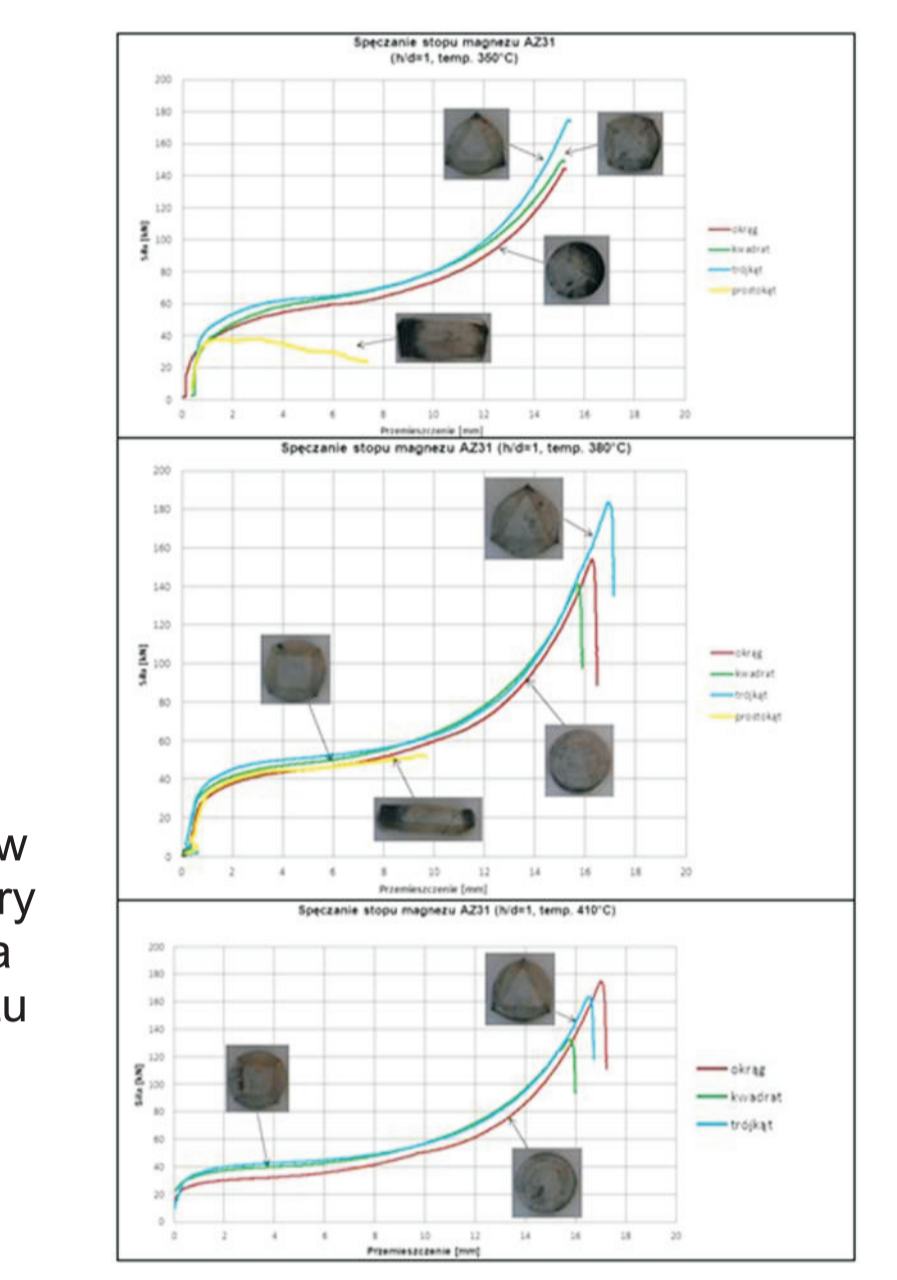 Spęczanie stopu magnezu AZ31
(h/d=1, temp. 350°C)
200
180
160
140
120
100
80
60
40
20
0
Siła [kN]
0 2 4 6 8 10 12 14 16 18 20
Przemieszczenie [mm]
okrąg
kwadrat
trójkąt
prostokąt
Spęczanie stopu magnezu AZ31 (h/d=1, temp. 380°C)
200
180
160
140
120
100
80
60
40
20
0
Siła [kN]
0 2 4 6 8 10 12 14 16 18 20
Przemieszczenie [mm]
okrąg
kwadrat
trójkąt
prostokąt
w
ry
a
u
Spęczanie stopu magnezu AZ31 (h/d=1, temp. 410°C)
200
180
160
140
120
100
80
60
40
20
0
Siła [kN]
0 2 4 6 8 10 12 14 16 18 20
Przemieszczenie [mm]
okrąg
kwadrat
trójkąt